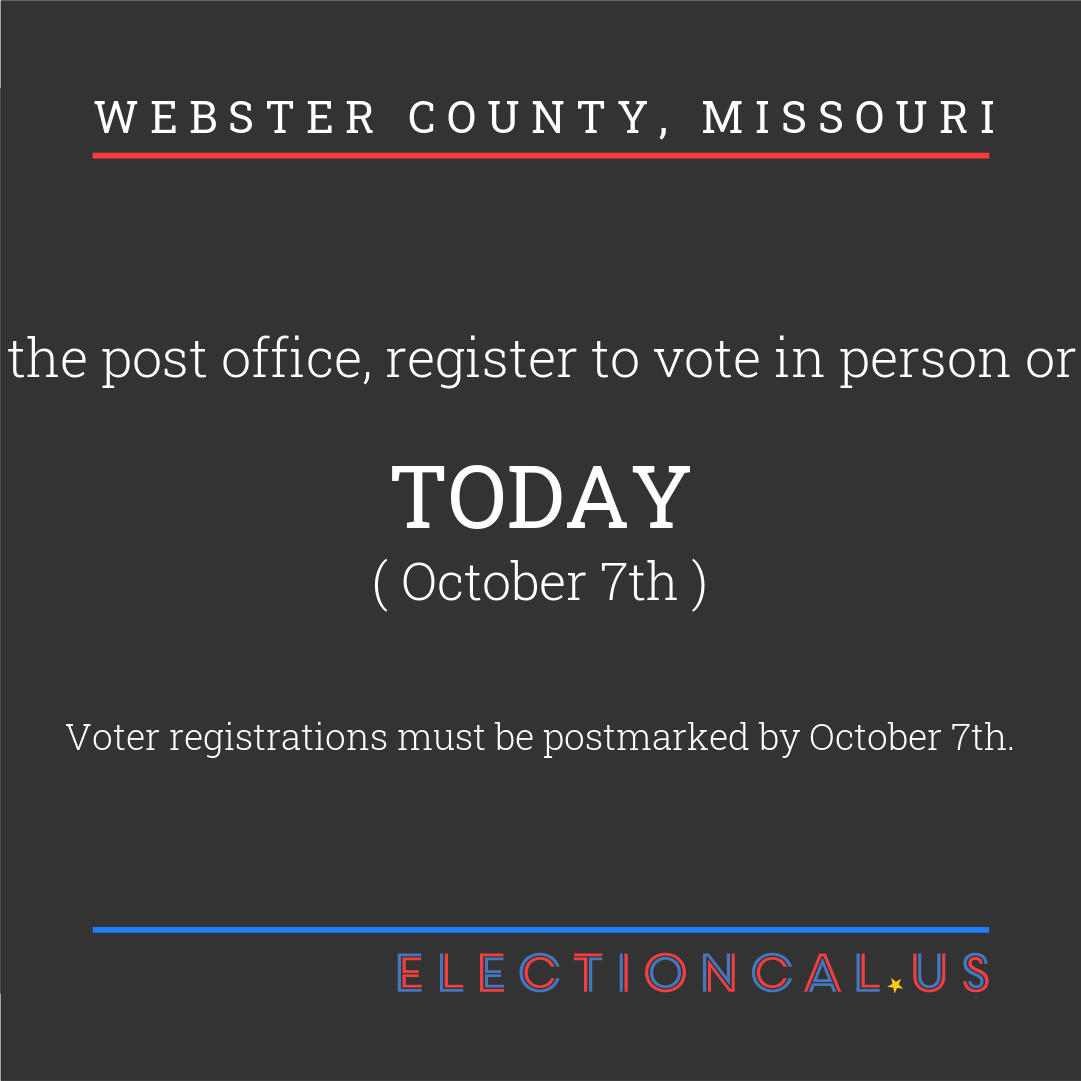 WEBSTER COUNTY, MISSOURI
the post office, register to vote in person or
TODAY
( October 7th )
Voter registrations must be postmarked by October 7th.
ELECTIONCAL.US